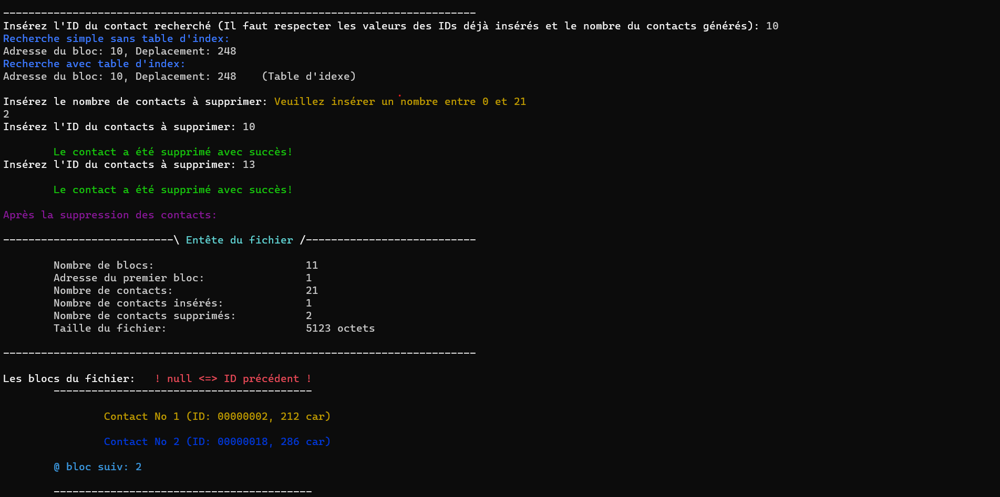 ---------------------------------------------------------------------------
Insérez l'ID du contact recherché (Il faut respecter les valeurs des IDs déjà insérés et le nombre du contacts générés): 10
Recherche simple sans table d'index:
Adresse du bloc: 10, Deplacement: 248
Recherche avec table d'index:
Adresse du bloc: 10, Deplacement: 248    (Table d'idexe)
Insérez le nombre de contacts à supprimer: Veuillez insérer un nombre entre 0 et 21
2
Insérez l'ID du contacts à supprimer: 10
Le contact a été supprimé avec succès!
Insérez l'ID du contacts à supprimer: 13
Le contact a été supprimé avec succès!
Après la suppression des contacts:
---------------------------\ Entête du fichier /---------------------------
Nombre de blocs: 11
Adresse du premier bloc: 1
Nombre de contacts: 21
Nombre de contacts insérés: 1
Nombre de contacts supprimés: 2
Taille du fichier: 5123 octets
---------------------------------------------------------------------------
Les blocs du fichier:   ! null <=> ID précédent !
-----------------------------------------
Contact No 1 (ID: 00000002, 212 car)
Contact No 2 (ID: 00000018, 286 car)
@ bloc suiv: 2
-----------------------------------------